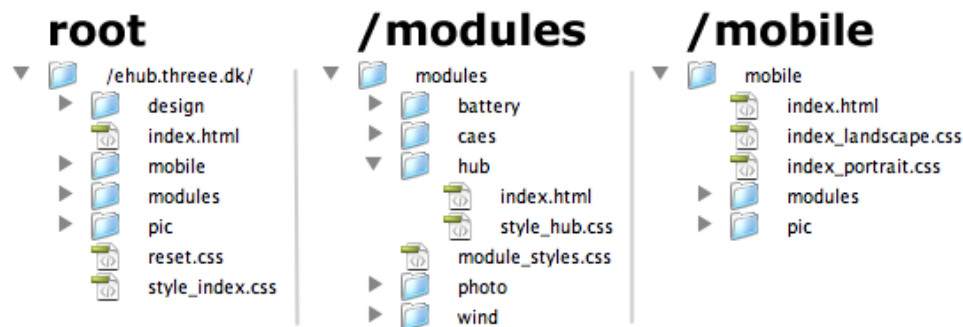 root
/ehub.threee.dk/
design
index.html
mobile
modules
pic
reset.css
style_index.css
/modules
modules
battery
caes
hub
index.html
style_hub.css
module_styles.css
photo
wind
/mobile
mobile
index.html
index_landscape.css
index_portrait.css
modules
pic